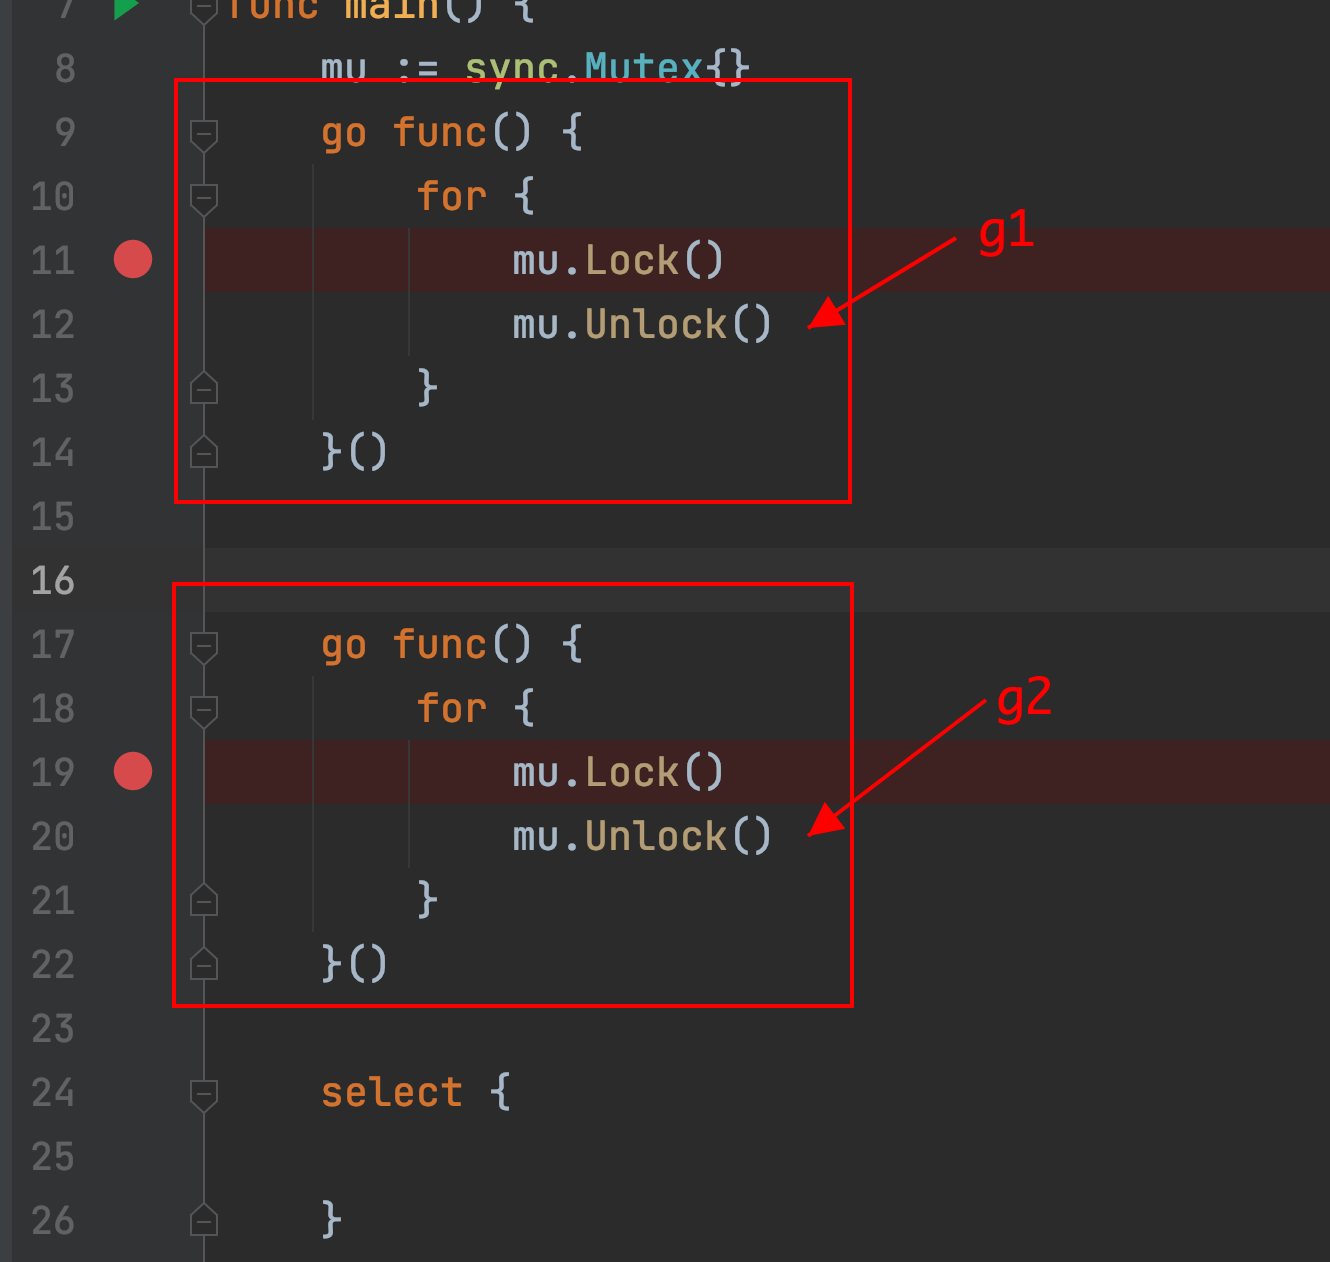 7 func main() {
8 mu := sync.Mutex{}
9 go func() {
10 for {
11 mu.Lock()
g1
12 mu.Unlock()
13 }
14 }()
15
16
17 go func() {
18 for {
g2
19 mu.Lock()
20 mu.Unlock()
21 }
22 }()
23
24 select {
25
26 }